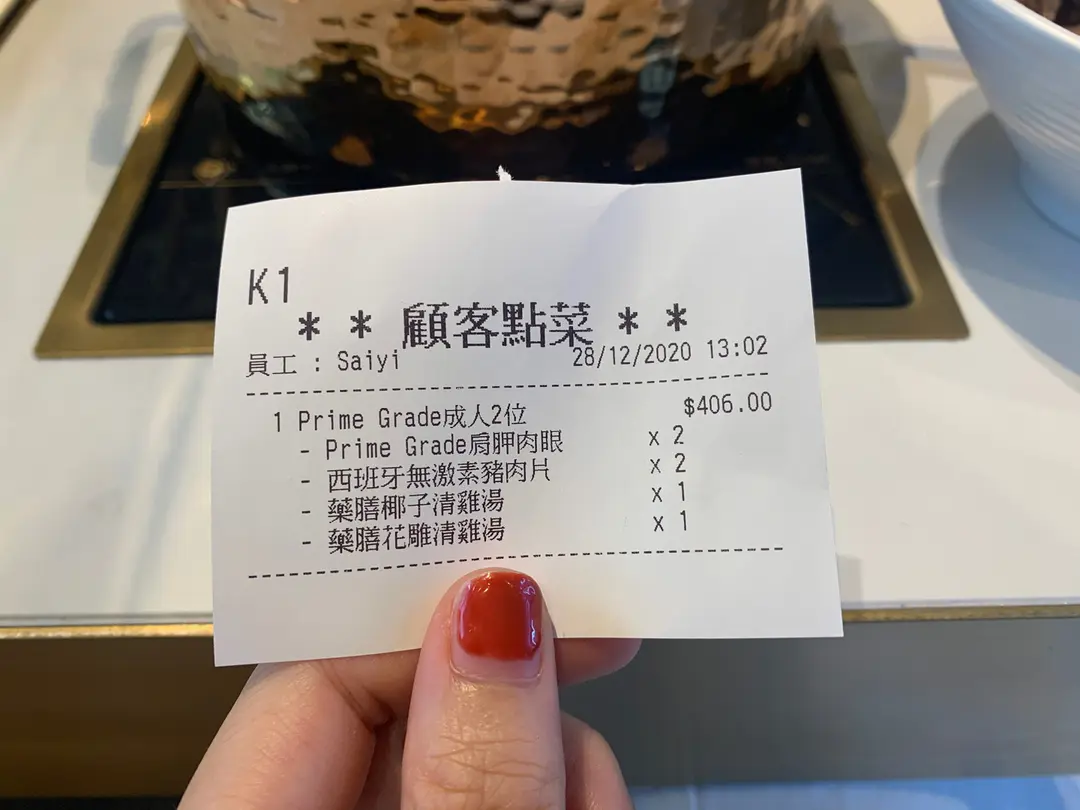 K1
* * 顧客點菜 * *
員工 : Saiyi 28/12/2020 13:02
1 Prime Grade成人2位 $406.00
- Prime Grade肩胛肉眼 x 2
- 西班牙無激素豬肉片 x 2
- 藥膳椰子清雞湯 x 1
- 藥膳花雕清雞湯 x 1